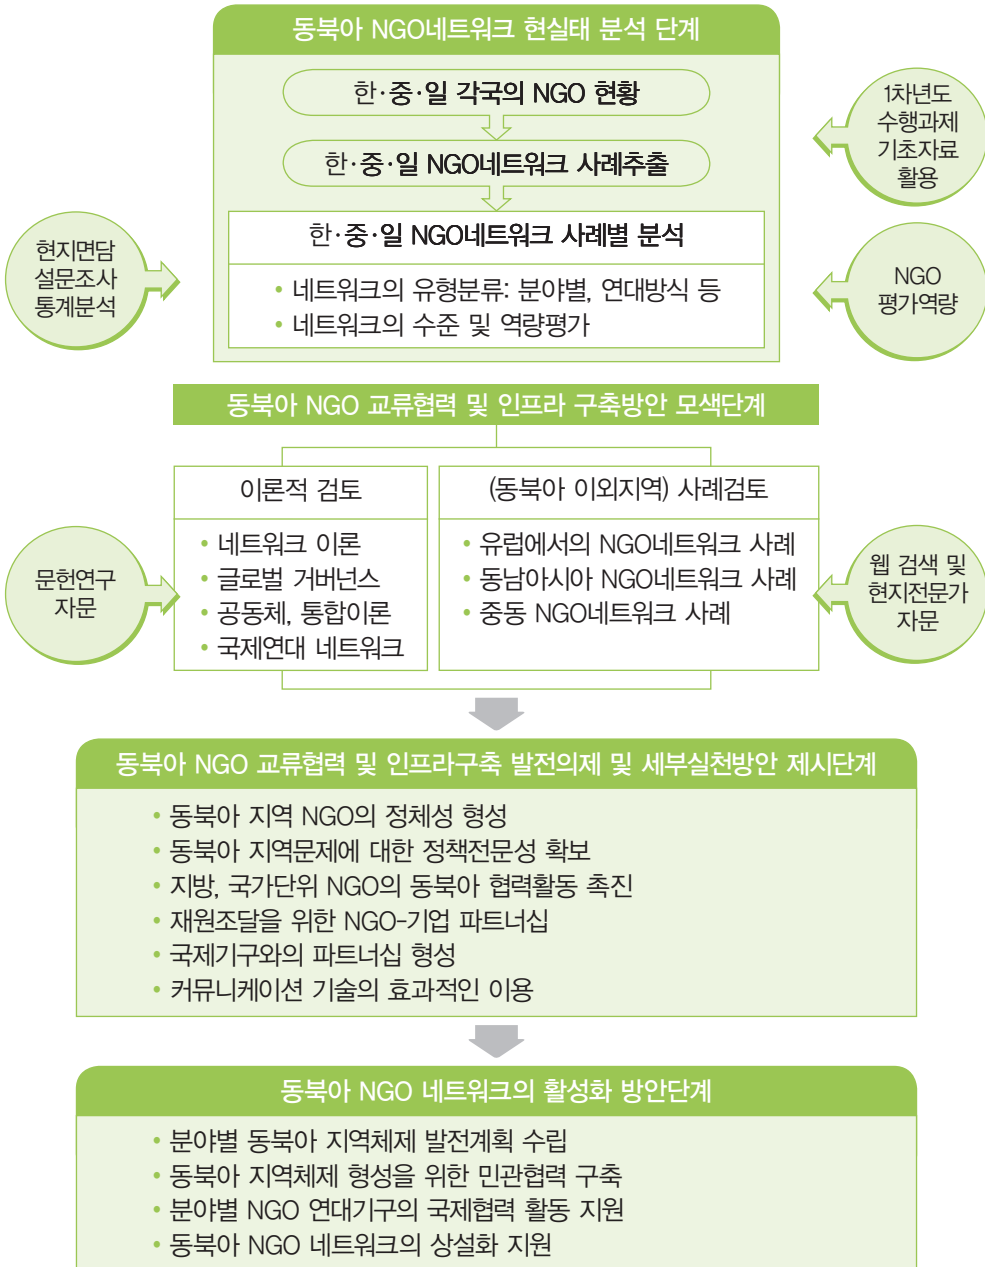 동북아 NGO네트워크 현실태 분석 단계
한·중·일 각국의 NGO 현황
한·중·일 NGO네트워크 사례추출
한·중·일 NGO네트워크 사례별 분석
• 네트워크의 유형분류: 분야별, 연대방식 등
• 네트워크의 수준 및 역량평가
현지면담
설문조사
통계분석
1차년도
수행과제
기초자료
활용
NGO
평가역량
동북아 NGO 교류협력 및 인프라 구축방안 모색단계
이론적 검토
• 네트워크 이론
• 글로벌 거버넌스
• 공동체, 통합이론
• 국제연대 네트워크
(동북아 이외지역) 사례검토
• 유럽에서의 NGO네트워크 사례
• 동남아시아 NGO네트워크 사례
• 중동 NGO네트워크 사례
문헌연구
자문
웹 검색 및
현지전문가
자문
동북아 NGO 교류협력 및 인프라구축 발전의제 및 세부실천방안 제시단계
• 동북아 지역 NGO의 정체성 형성
• 동북아 지역문제에 대한 정책전문성 확보
• 지방, 국가단위 NGO의 동북아 협력활동 촉진
• 재원조달을 위한 NGO-기업 파트너십
• 국제기구와의 파트너십 형성
• 커뮤니케이션 기술의 효과적인 이용
동북아 NGO 네트워크의 활성화 방안단계
• 분야별 동북아 지역체제 발전계획 수립
• 동북아 지역체제 형성을 위한 민관협력 구축
• 분야별 NGO 연대기구의 국제협력 활동 지원
• 동북아 NGO 네트워크의 상설화 지원